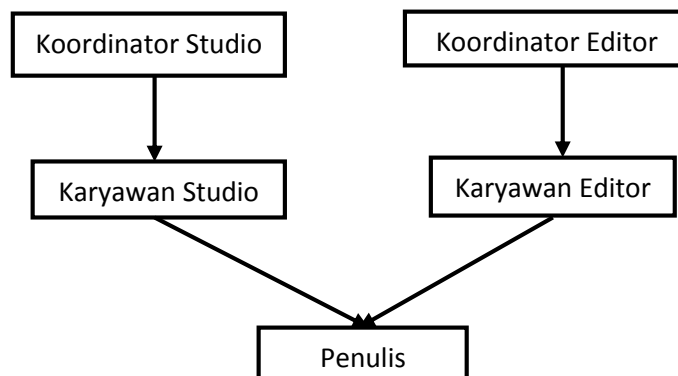 Koordinator Studio
Koordinator Editor
Karyawan Studio
Karyawan Editor
Penulis